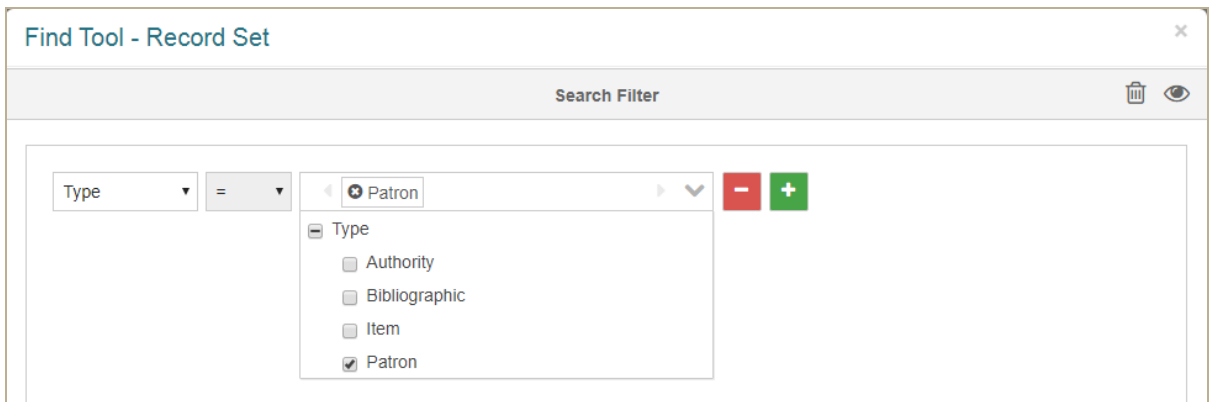 Find Tool - Record Set
Search Filter
Type = Patron
Type
Authority
Bibliographic
Item
Patron